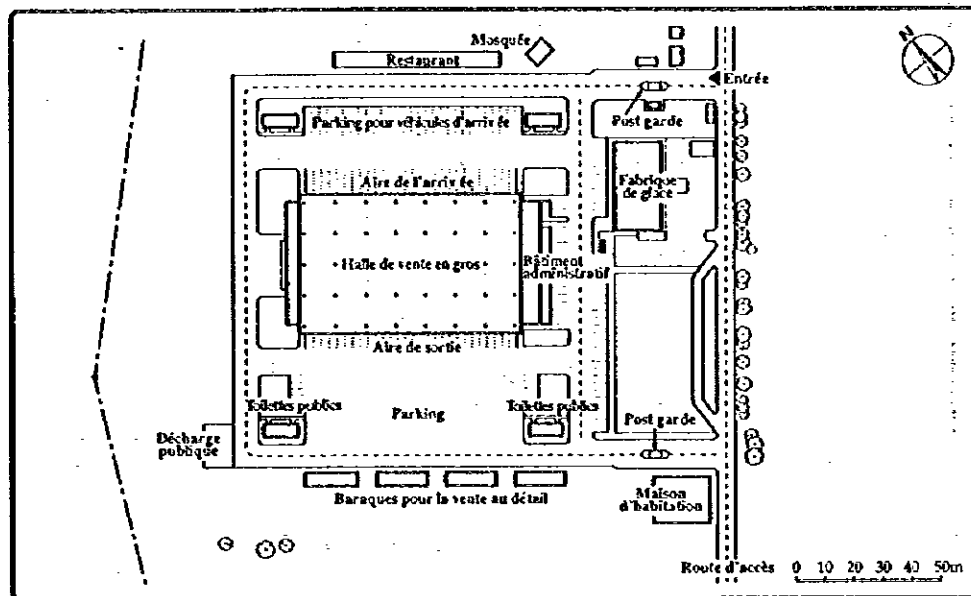 N
Mosquée
Restaurant
Entrée
Parking pour véhicules d'arrivée
Post garde
Aire de l'arrivée
Fabrique
de glace
Halle de vente en gros
Bâtiment
administratif
Aire de sortie
Toilettes publics
Parking
Toilettes publics
Post garde
Décharge
publique
Maison
d'habitation
Baraques pour la vente au détail
Route d'accès
0 10 20 30 40 50m